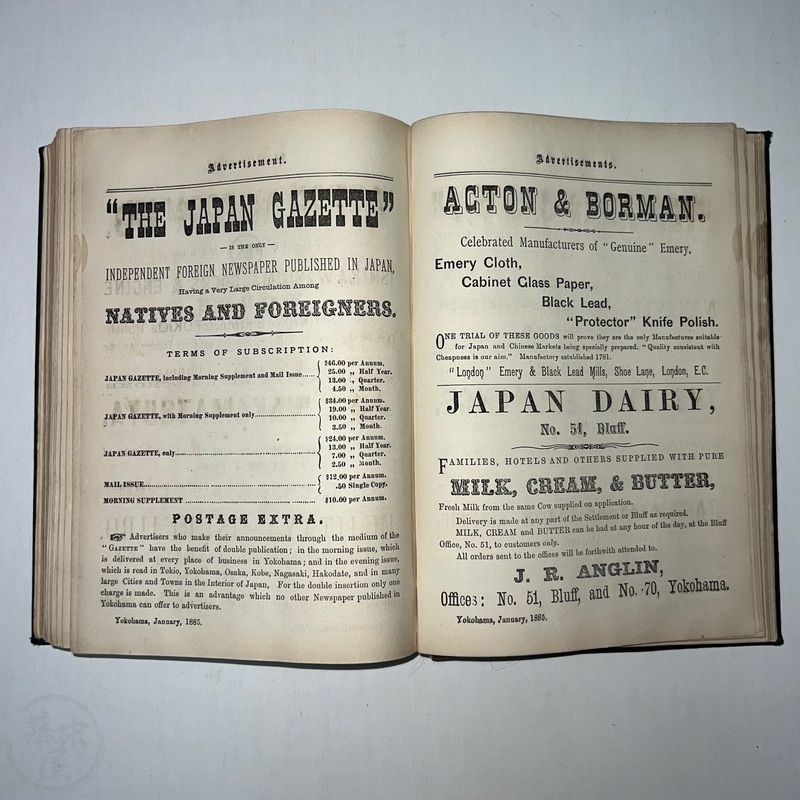 Advertisement.
"THE JAPAN GAZETTE"
— IS THE ONLY —
INDEPENDENT FOREIGN NEWSPAPER PUBLISHED IN JAPAN,
Having a Very Large Circulation Among
NATIVES AND FOREIGNERS.
TERMS OF SUBSCRIPTION:
JAPAN GAZETTE, including Morning Supplement and Mail Issue......
$46.00 per Annum.
25.00 „ Half Year.
13.00 „ Quarter.
4.50 „ Month.
JAPAN GAZETTE, with Morning Supplement only........................
$34.00 per Annum.
19.00 „ Half Year.
10.00 „ Quarter.
3.50 „ Month.
JAPAN GAZETTE, only........................
$24.00 per Annum.
13.00 „ Half Year.
7.00 „ Quarter.
2.50 „ Month.
MAIL ISSUE........................
$12.00 per Annum.
.50 Single Copy.
MORNING SUPPLEMENT ........................ $10.00 per Annum.
POSTAGE EXTRA.
☞ Advertisers who make their announcements through the medium of the
"GAZETTE" have the benefit of double publication; in the morning issue, which
is delivered at every place of business in Yokohama; and in the evening issue,
which is read in Tokio, Yokohama, Osaka, Kobe, Nagasaki, Hakodate, and in many
large Cities and Towns in the Interior of Japan, For the double insertion only one
charge is made. This is an advantage which no other Newspaper published in
Yokohama can offer to advertisers.
Yokohama, January, 1885.
Advertisements.
ACTON & BORMAN.
Celebrated Manufacturers of "Genuine" Emery,
Emery Cloth,
Cabinet Glass Paper,
Black Lead,
"Protector" Knife Polish.
ONE TRIAL OF THESE GOODS will prove they are the only Manufactures suitable
for Japan and Chinese Markets being specially prepared. "Quality consistent with
Cheapness is our aim." Manufactory established 1781.
"London" Emery & Black Lead Mills, Shoe Lane, London, E.C.
JAPAN DAIRY,
No. 51, Bluff.
FAMILIES, HOTELS AND OTHERS SUPPLIED WITH PURE
MILK, CREAM, & BUTTER,
Fresh Milk from the same Cow supplied on application.
Delivery is made at any part of the Settlement or Bluff as required.
MILK, CREAM and BUTTER can be had at any hour of the day, at the Bluff
Office, No. 51, to customers only.
All orders sent to the offices will be forthwith attended to.
J. R. ANGLIN,
Offices: No. 51, Bluff, and No. 70, Yokohama.
Yokohama, January, 1885.